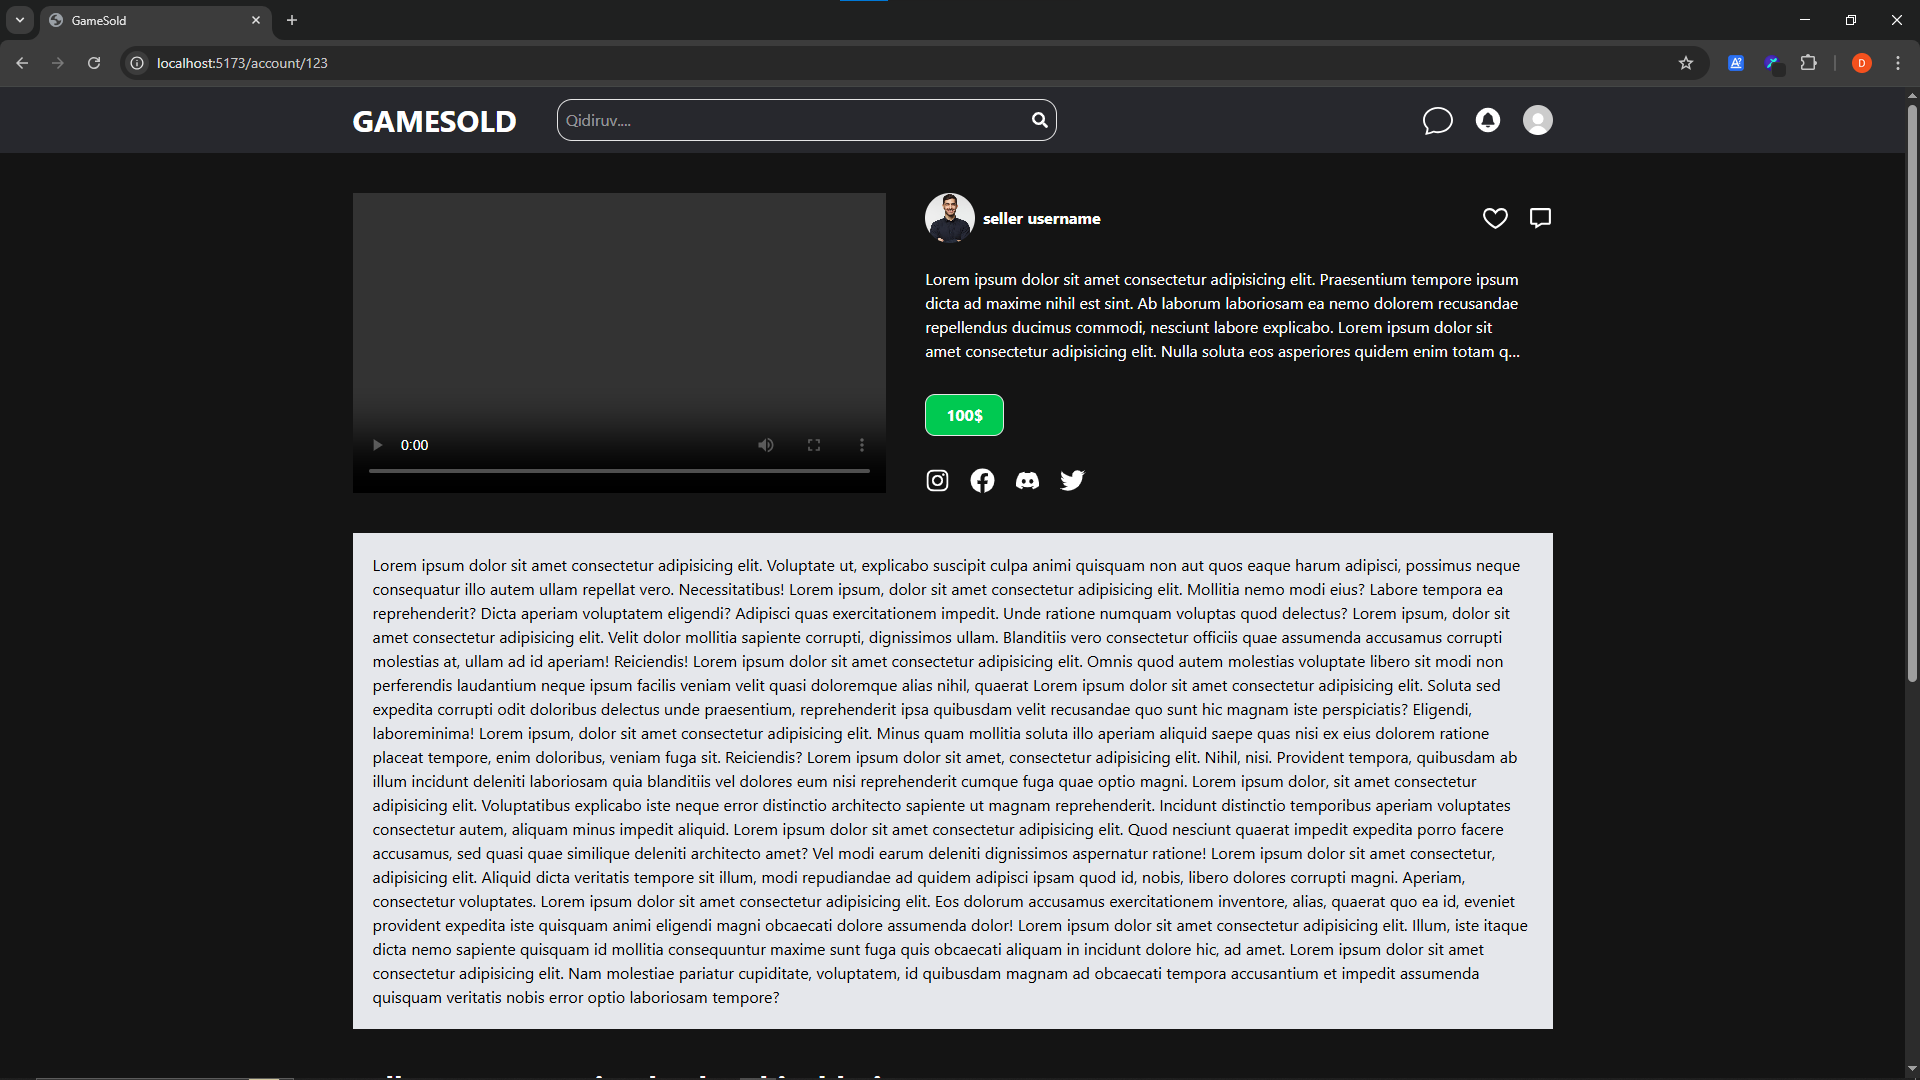 GameSold
localhost:5173/account/123
D
GAMESOLD
Qidiruv....
seller username
Lorem ipsum dolor sit amet consectetur adipisicing elit. Praesentium tempore ipsum
dicta ad maxime nihil est sint. Ab laborum laboriosam ea nemo dolorem recusandae
repellendus ducimus commodi, nesciunt labore explicabo. Lorem ipsum dolor sit
amet consectetur adipisicing elit. Nulla soluta eos asperiores quidem enim totam q...
0:00
100$
Lorem ipsum dolor sit amet consectetur adipisicing elit. Voluptate ut, explicabo suscipit culpa animi quisquam non aut quos eaque harum adipisci, possimus neque
consequatur illo autem ullam repellat vero. Necessitatibus! Lorem ipsum, dolor sit amet consectetur adipisicing elit. Mollitia nemo modi eius? Labore tempora ea
reprehenderit? Dicta aperiam voluptatem eligendi? Adipisci quas exercitationem impedit. Unde ratione numquam voluptas quod delectus? Lorem ipsum, dolor sit
amet consectetur adipisicing elit. Velit dolor mollitia sapiente corrupti, dignissimos ullam. Blanditiis vero consectetur officiis quae assumenda accusamus corrupti
molestias at, ullam ad id aperiam! Reiciendis! Lorem ipsum dolor sit amet consectetur adipisicing elit. Omnis quod autem molestias voluptate libero sit modi non
perferendis laudantium neque ipsum facilis veniam velit quasi doloremque alias nihil, quaerat Lorem ipsum dolor sit amet consectetur adipisicing elit. Soluta sed
expedita corrupti odit doloribus delectus unde praesentium, reprehenderit ipsa quibusdam velit recusandae quo sunt hic magnam iste perspiciatis? Eligendi,
laboreminima! Lorem ipsum, dolor sit amet consectetur adipisicing elit. Minus quam mollitia soluta illo aperiam aliquid saepe quas nisi ex eius dolorem ratione
placeat tempore, enim doloribus, veniam fuga sit. Reiciendis? Lorem ipsum dolor sit amet, consectetur adipisicing elit. Nihil, nisi. Provident tempora, quibusdam ab
illum incidunt deleniti laboriosam quia blanditiis vel dolores eum nisi reprehenderit cumque fuga quae optio magni. Lorem ipsum dolor, sit amet consectetur
adipisicing elit. Voluptatibus explicabo iste neque error distinctio architecto sapiente ut magnam reprehenderit. Incidunt distinctio temporibus aperiam voluptates
consectetur autem, aliquam minus impedit aliquid. Lorem ipsum dolor sit amet consectetur adipisicing elit. Quod nesciunt quaerat impedit expedita porro facere
accusamus, sed quasi quae similique deleniti architecto amet? Vel modi earum deleniti dignissimos aspernatur ratione! Lorem ipsum dolor sit amet consectetur,
adipisicing elit. Aliquid dicta veritatis tempore sit illum, modi repudiandae ad quidem adipisci ipsam quod id, nobis, libero dolores corrupti magni. Aperiam,
consectetur voluptates. Lorem ipsum dolor sit amet consectetur adipisicing elit. Eos dolorum accusamus exercitationem inventore, alias, quaerat quo ea id, eveniet
provident expedita iste quisquam animi eligendi magni obcaecati dolore assumenda dolor! Lorem ipsum dolor sit amet consectetur adipisicing elit. Illum, iste itaque
dicta nemo sapiente quisquam id mollitia consequuntur maxime sunt fuga quis obcaecati aliquam in incidunt dolore hic, ad amet. Lorem ipsum dolor sit amet
consectetur adipisicing elit. Nam molestiae pariatur cupiditate, voluptatem, id quibusdam magnam ad obcaecati tempora accusantium et impedit assumenda
quisquam veritatis nobis error optio laboriosam tempore?